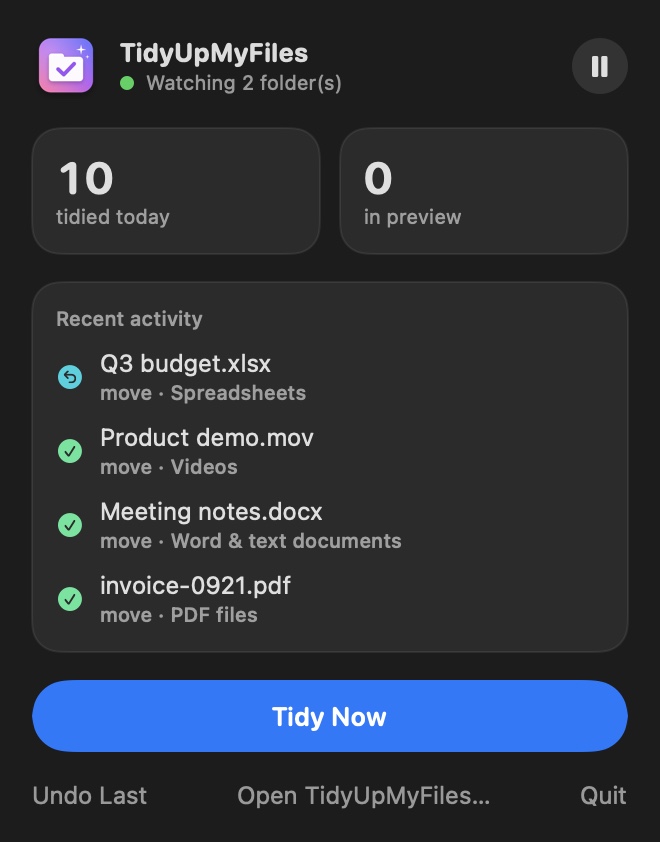 TidyUpMyFiles
Watching 2 folder(s)
10
tidied today
0
in preview
Recent activity
Q3 budget.xlsx
move · Spreadsheets
Product demo.mov
move · Videos
Meeting notes.docx
move · Word & text documents
invoice-0921.pdf
move · PDF files
Tidy Now
Undo Last
Open TidyUpMyFiles...
Quit